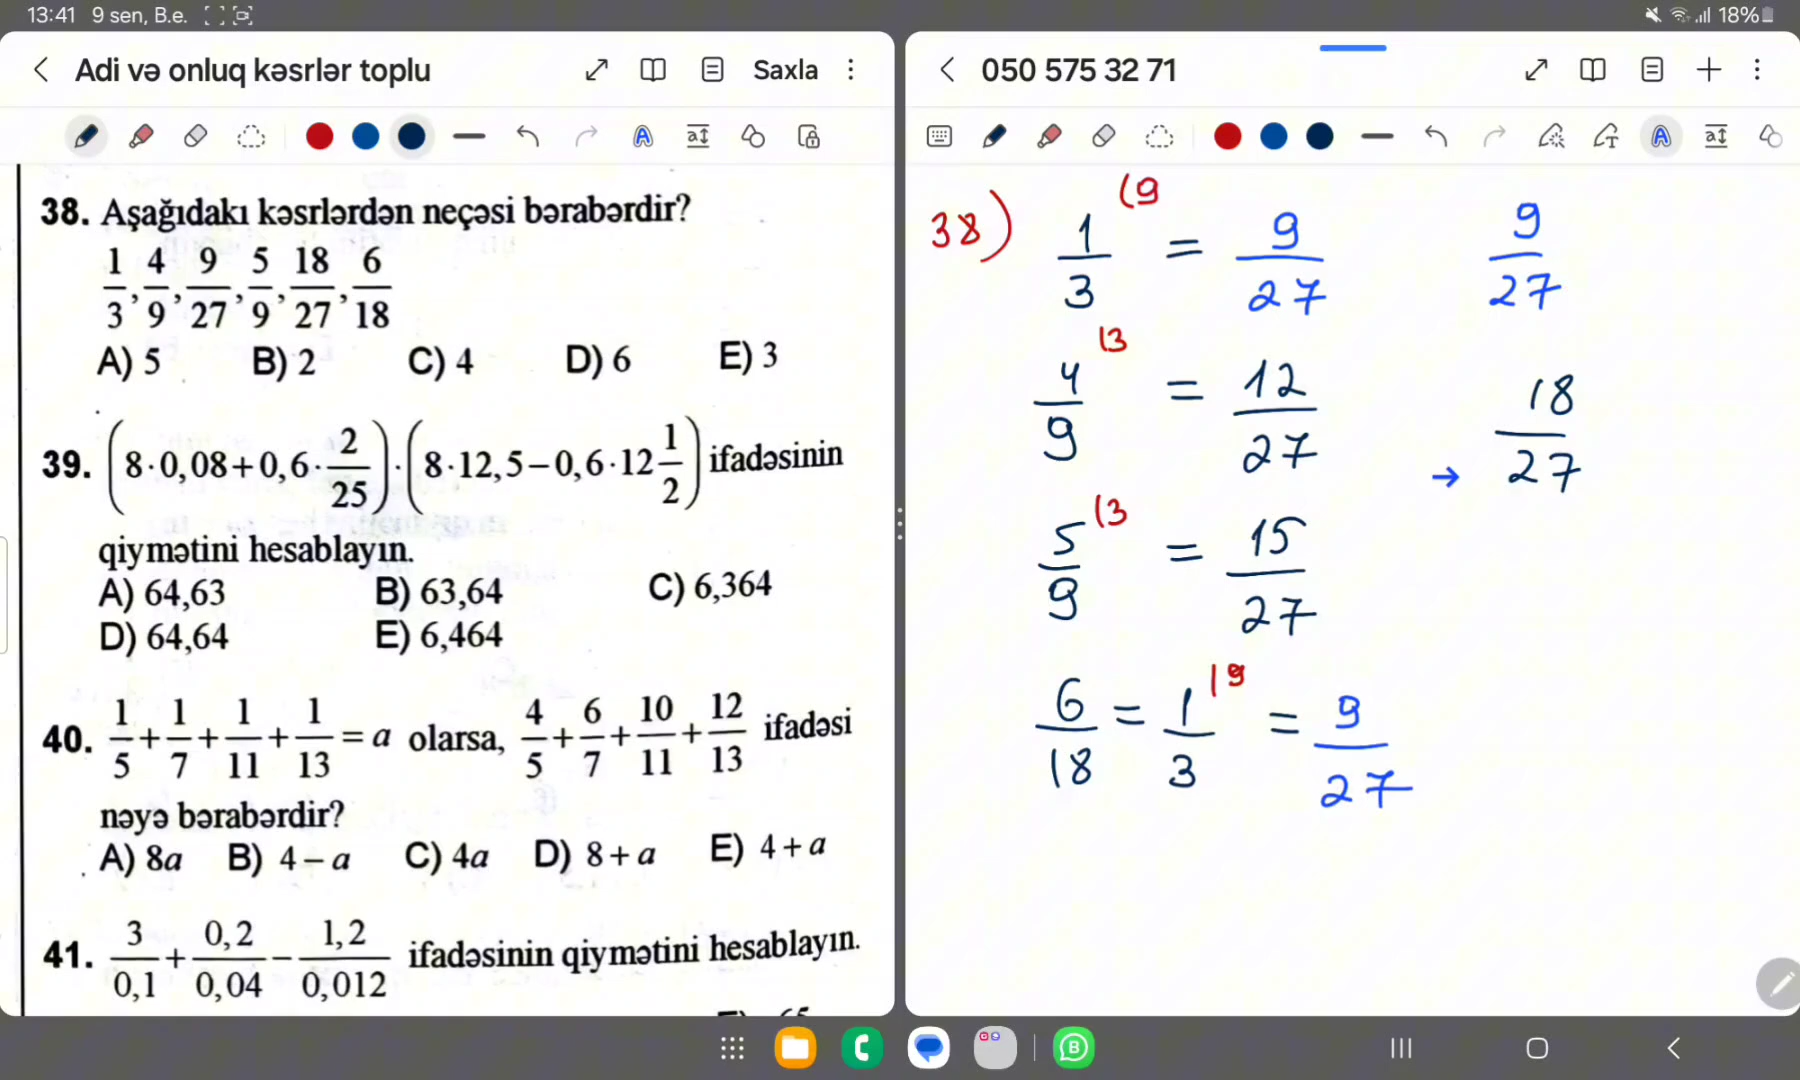 13:41 9 sen, B.e. 18%
Adi və onluq kəsrlər toplu Saxla
38. Aşağıdakı kəsrlərdən neçəsi bərabərdir?
1/3, 4/9, 9/27, 5/9, 18/27, 6/18
A) 5 B) 2 C) 4 D) 6 E) 3
39. (8·0,08+0,6·2/25)·(8·12,5−0,6·12 1/2) ifadəsinin
qiymətini hesablayın.
A) 64,63 B) 63,64 C) 6,364
D) 64,64 E) 6,464
40. 1/5+1/7+1/11+1/13=a olarsa, 4/5+6/7+10/11+12/13 ifadəsi
nəyə bərabərdir?
A) 8a B) 4−a C) 4a D) 8+a E) 4+a
41. 3/0,1+0,2/0,04−1,2/0,012 ifadəsinin qiymətini hesablayın.
050 575 32 71
38) 1/3 (9 = 9/27 9/27
4/9 (3 = 12/27 → 18/27
5/9 (3 = 15/27
6/18 = 1/3 (9 = 9/27